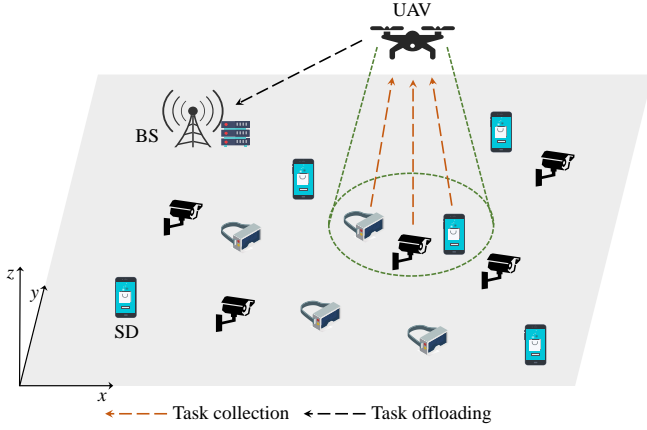 UAV
BS
z
y
SD
x
Task collection
Task offloading